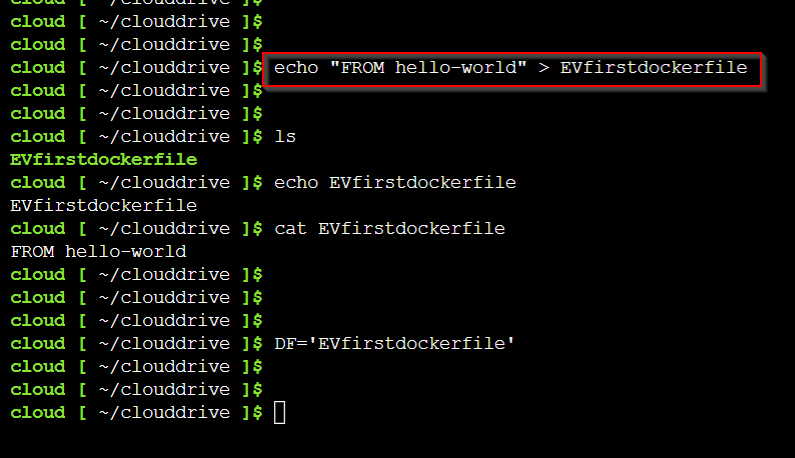 cloud [ ~/clouddrive ]$
cloud [ ~/clouddrive ]$
cloud [ ~/clouddrive ]$
cloud [ ~/clouddrive ]$ echo "FROM hello-world" > EVfirstdockerfile
cloud [ ~/clouddrive ]$
cloud [ ~/clouddrive ]$
cloud [ ~/clouddrive ]$ ls
EVfirstdockerfile
cloud [ ~/clouddrive ]$ echo EVfirstdockerfile
EVfirstdockerfile
cloud [ ~/clouddrive ]$ cat EVfirstdockerfile
FROM hello-world
cloud [ ~/clouddrive ]$
cloud [ ~/clouddrive ]$
cloud [ ~/clouddrive ]$
cloud [ ~/clouddrive ]$ DF='EVfirstdockerfile'
cloud [ ~/clouddrive ]$
cloud [ ~/clouddrive ]$
cloud [ ~/clouddrive ]$